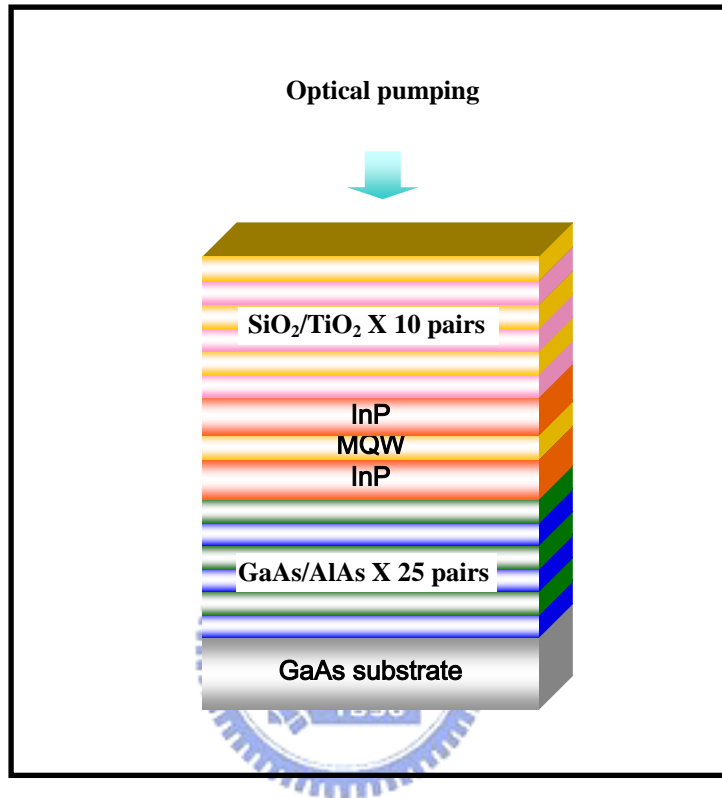 Optical pumping
SiO₂/TiO₂ X 10 pairs
InP
MQW
InP
GaAs/AlAs X 25 pairs
GaAs substrate